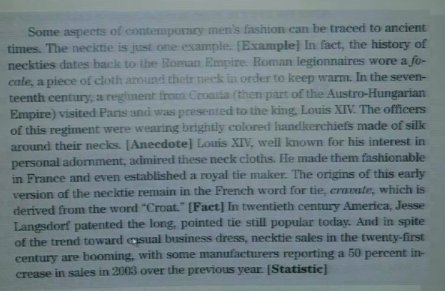 Some aspects of contemporary men's fashion can be traced to ancient
times. The necktie is just one example. [Example] In fact, the history of
neckties dates back to the Roman Empire. Roman legionnaires wore a fo-
cale, a piece of cloth around their neck in order to keep warm. In the seven-
teenth century, a regiment from Croatia (then part of the Austro-Hungarian
Empire) visited Paris and was presented to the king, Louis XIV. The officers
of this regiment were wearing brightly colored handkerchiefs made of silk
around their necks. [Anecdote] Louis XIV, well known for his interest in
personal adornment, admired these neck cloths. He made them fashionable
in France and even established a royal tie maker. The origins of this early
version of the necktie remain in the French word for tie, cravate, which is
derived from the word "Croat." [Fact] In twentieth century America, Jesse
Langsdorf patented the long, pointed tie still popular today. And in spite
of the trend toward casual business dress, necktie sales in the twenty-first
century are booming, with some manufacturers reporting a 50 percent in-
crease in sales in 2003 over the previous year. [Statistic]